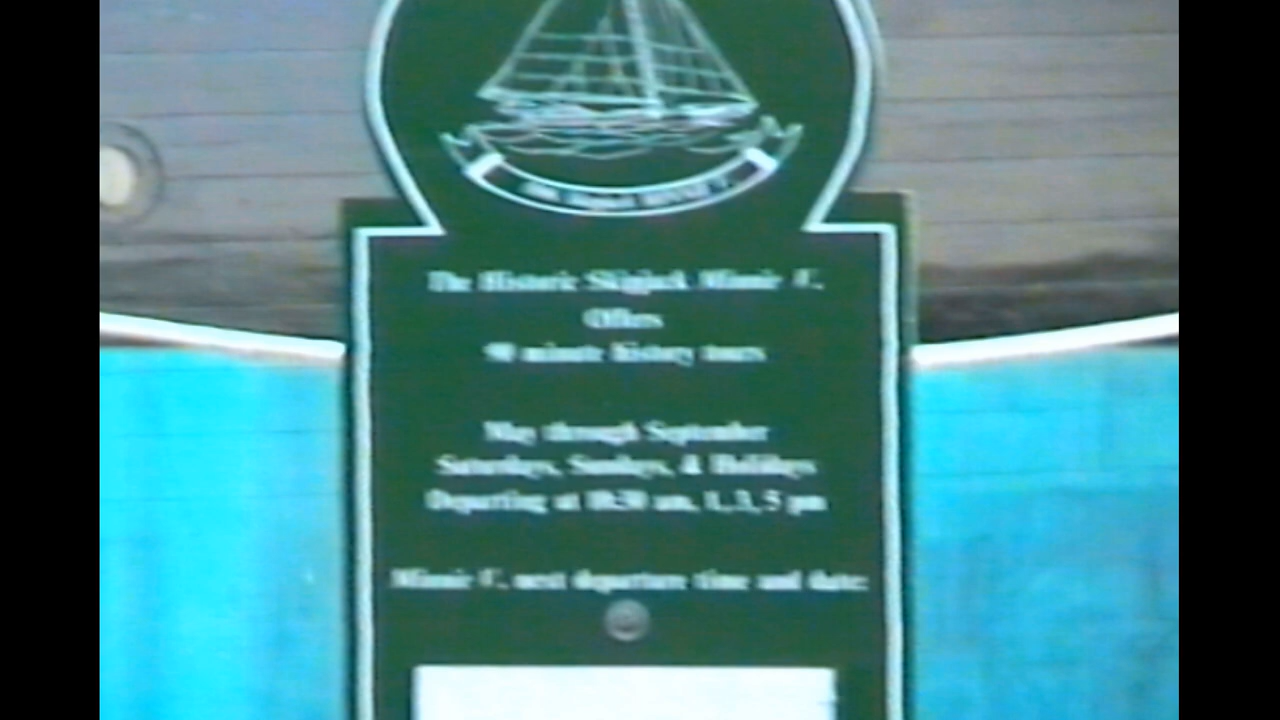 The Historic Skipjack Minnie V.
Offers
90 minute history tours
May through September
Saturdays, Sundays, & Holidays
Departing at 10:30 am, 1, 3, 5 pm
Minnie V. next departure time and date: